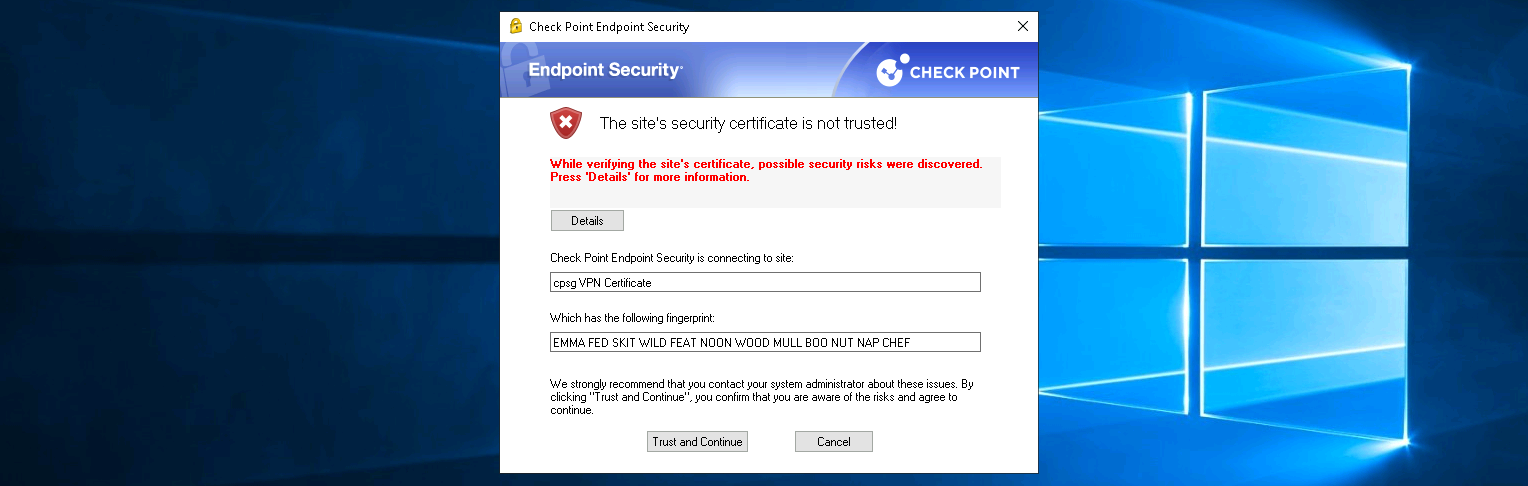 Check Point Endpoint Security
Endpoint Security
CHECK POINT
The site's security certificate is not trusted!
While verifying the site's certificate, possible security risks were discovered.
Press 'Details' for more information.
Details
Check Point Endpoint Security is connecting to site:
cpsg VPN Certificate
Which has the following fingerprint:
EMMA FED SKIT WILD FEAT NOON WOOD MULL BOO NUT NAP CHEF
We strongly recommend that you contact your system administrator about these issues. By
clicking "Trust and Continue", you confirm that you are aware of the risks and agree to
continue.
Trust and Continue
Cancel